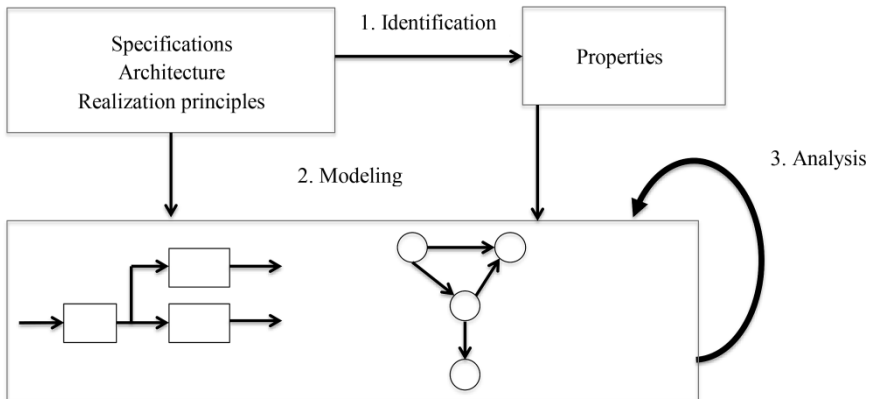 1. Identification
Specifications
Architecture
Realization principles
Properties
2. Modeling
3. Analysis